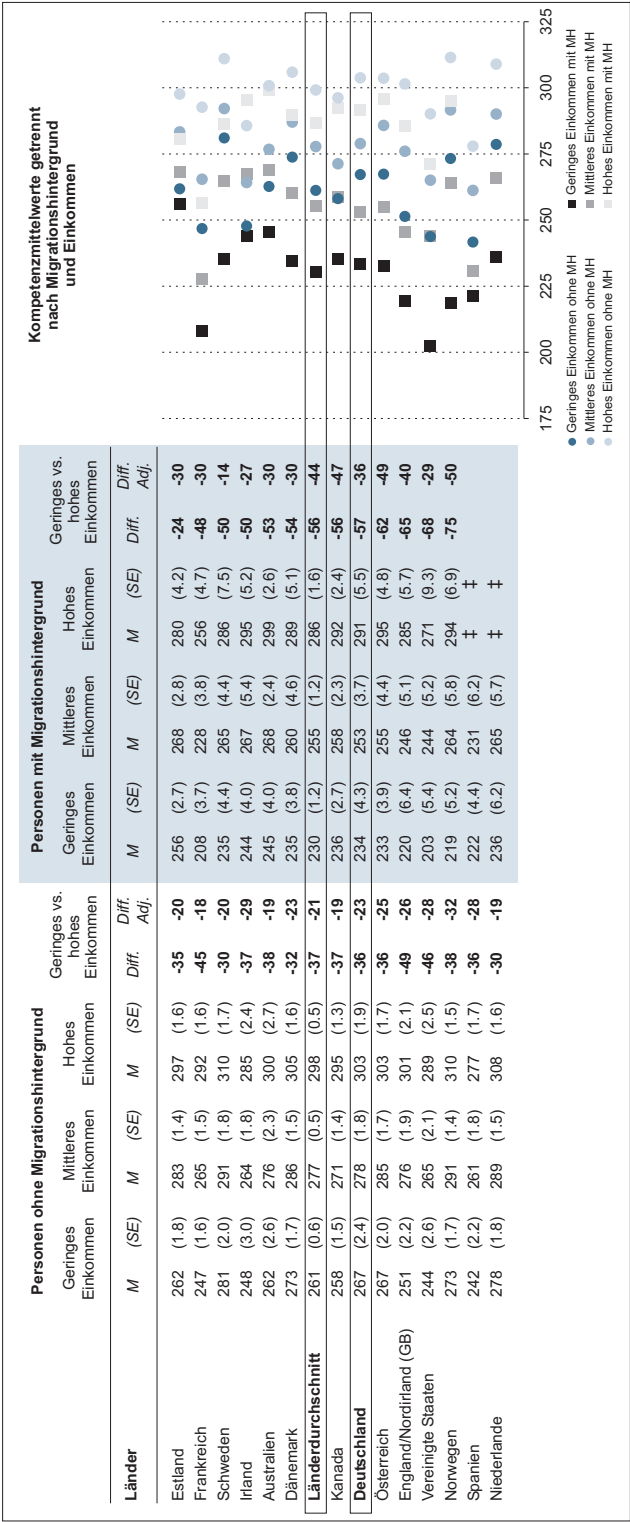 Personen ohne Migrationshintergrund Personen mit Migrationshintergrund Kompetenzmittelwerte getrennt
nach Migrationshintergrund
und Einkommen
Geringes Einkommen Mittleres Einkommen Hohes Einkommen Geringes vs. hohes Einkommen Geringes Einkommen Mittleres Einkommen Hohes Einkommen Geringes vs. hohes Einkommen
Länder M (SE) M (SE) M (SE) Diff. Diff. Adj. M (SE) M (SE) M (SE) Diff. Diff. Adj.
Estland 262 (1.8) 283 (1.4) 297 (1.6) -35 -20 256 (2.7) 268 (2.8) 280 (4.2) -24 -30
Frankreich 247 (1.6) 265 (1.5) 292 (1.6) -45 -18 208 (3.7) 228 (3.8) 256 (4.7) -48 -30
Schweden 281 (2.0) 291 (1.8) 310 (1.7) -30 -20 235 (4.4) 265 (4.4) 286 (7.5) -50 -14
Irland 248 (3.0) 264 (1.8) 285 (2.4) -37 -29 244 (4.0) 267 (5.4) 295 (5.2) -50 -27
Australien 262 (2.6) 276 (2.3) 300 (2.7) -38 -19 245 (4.0) 268 (2.4) 299 (2.6) -53 -30
Dänemark 273 (1.7) 286 (1.5) 305 (1.6) -32 -23 235 (3.8) 260 (4.6) 289 (5.1) -54 -30
Länderdurchschnitt 261 (0.6) 277 (0.5) 298 (0.5) -37 -21 230 (1.2) 255 (1.2) 286 (1.6) -56 -44
Kanada 258 (1.5) 271 (1.4) 295 (1.3) -37 -19 236 (2.7) 258 (2.3) 292 (2.4) -56 -47
Deutschland 267 (2.4) 278 (1.8) 303 (1.9) -36 -23 234 (4.3) 253 (3.7) 291 (5.5) -57 -36
Österreich 267 (2.0) 285 (1.7) 303 (1.7) -36 -25 233 (3.9) 255 (4.4) 295 (4.8) -62 -49
England/Nordirland (GB) 251 (2.2) 276 (1.9) 301 (2.1) -49 -26 220 (6.4) 246 (5.1) 285 (5.7) -65 -40
Vereinigte Staaten 244 (2.6) 265 (2.1) 289 (2.5) -46 -28 203 (5.4) 244 (5.2) 271 (9.3) -68 -29
Norwegen 273 (1.7) 291 (1.4) 310 (1.5) -38 -32 219 (5.2) 264 (5.8) 294 (6.9) -75 -50
Spanien 242 (2.2) 261 (1.8) 277 (1.7) -36 -28 222 (4.4) 231 (6.2) ‡ ‡
Niederlande 278 (1.8) 289 (1.5) 308 (1.6) -30 -19 236 (6.2) 265 (5.7) ‡ ‡
175 200 225 250 275 300 325
Geringes Einkommen ohne MH Geringes Einkommen mit MH
Mittleres Einkommen ohne MH Mittleres Einkommen mit MH
Hohes Einkommen ohne MH Hohes Einkommen mit MH